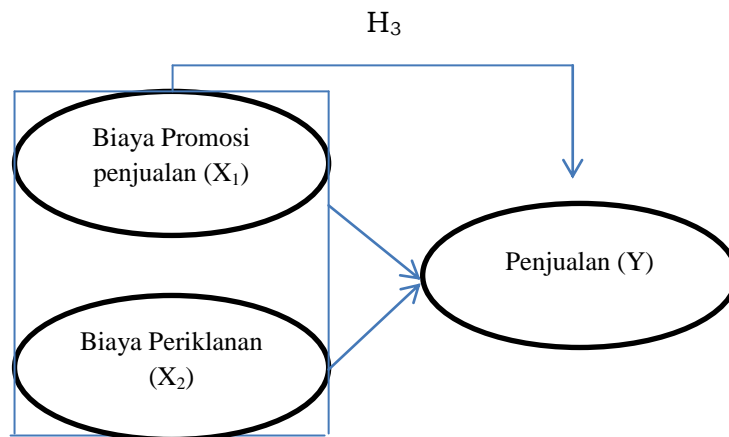 H₃
Biaya Promosi
penjualan (X₁)
Penjualan (Y)
Biaya Periklanan
(X₂)